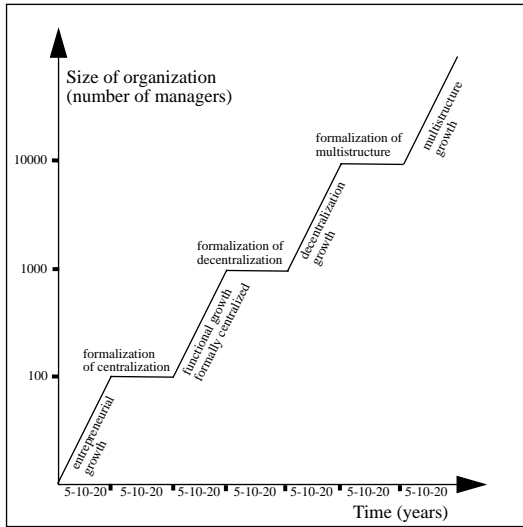 Size of organization
(number of managers)
formalization of
multistructure
multistructure
growth
10000
formalization of
decentralization
decentralization
growth
1000
formalization
of centralization
functional growth
formally centralized
100
entrepreneurial
growth
5-10-20 5-10-20 5-10-20 5-10-20 5-10-20 5-10-20 5-10-20
Time (years)